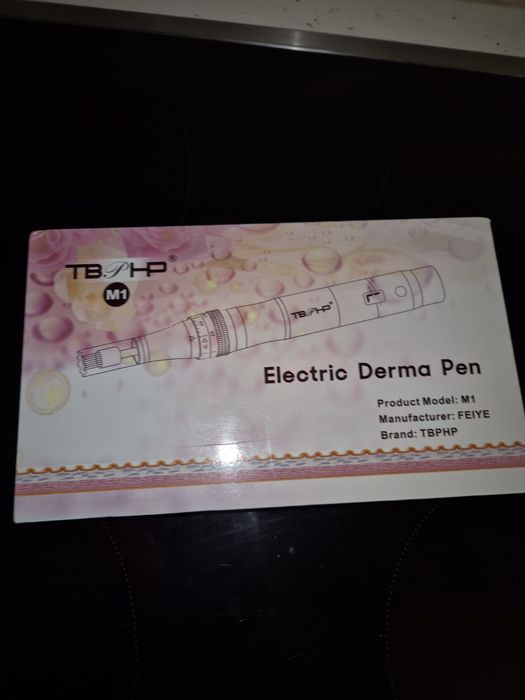 TBPHP®
M1
TBPHP®
Electric Derma Pen
Product Model: M1
Manufacturer: FEIYE
Brand: TBPHP